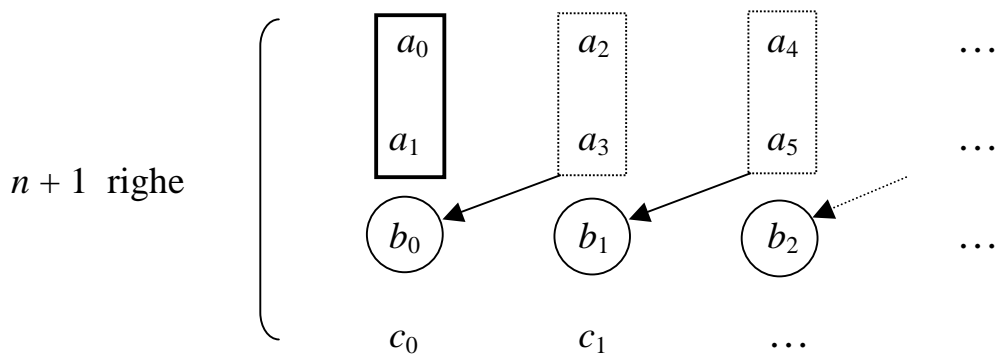 a₀ a₂ a₄ …
a₁ a₃ a₅ …
n + 1 righe
b₀ b₁ b₂ …
c₀ c₁ …